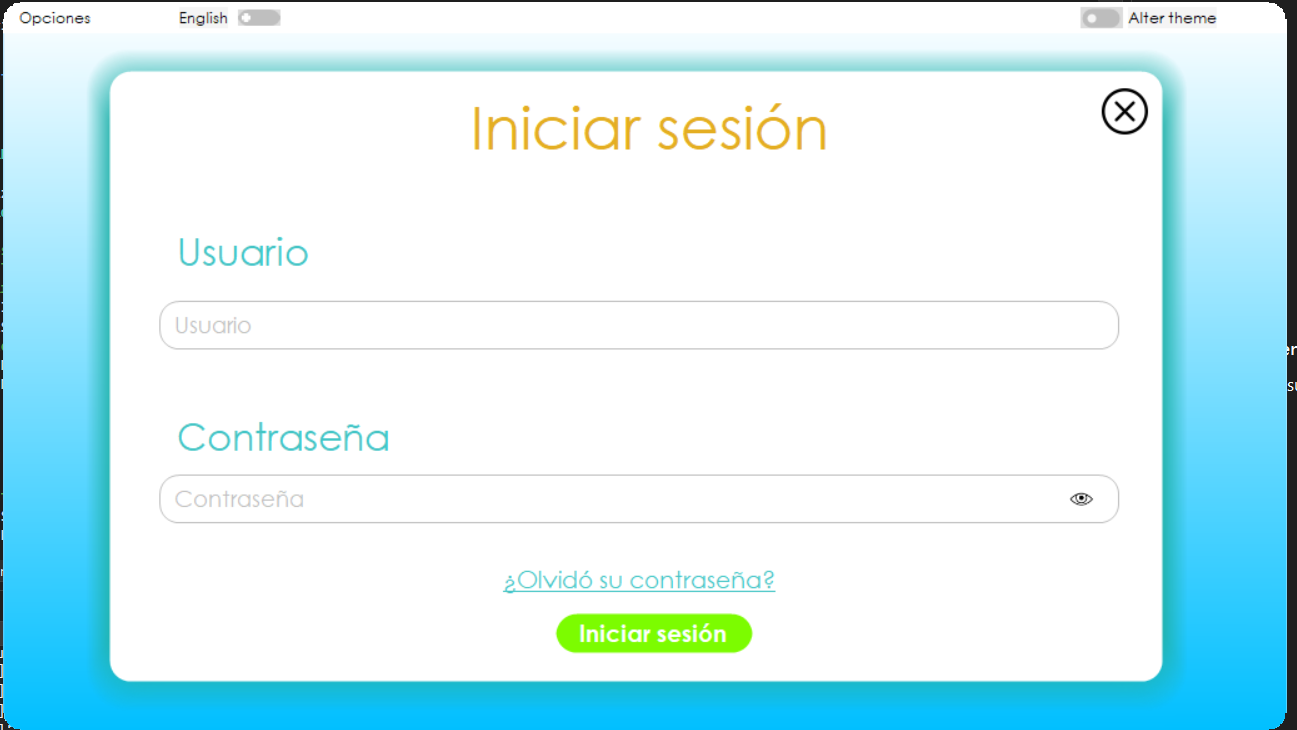 Opciones English Alter theme
Iniciar sesión
Usuario
Usuario
Contraseña
Contraseña
¿Olvidó su contraseña?
Iniciar sesión